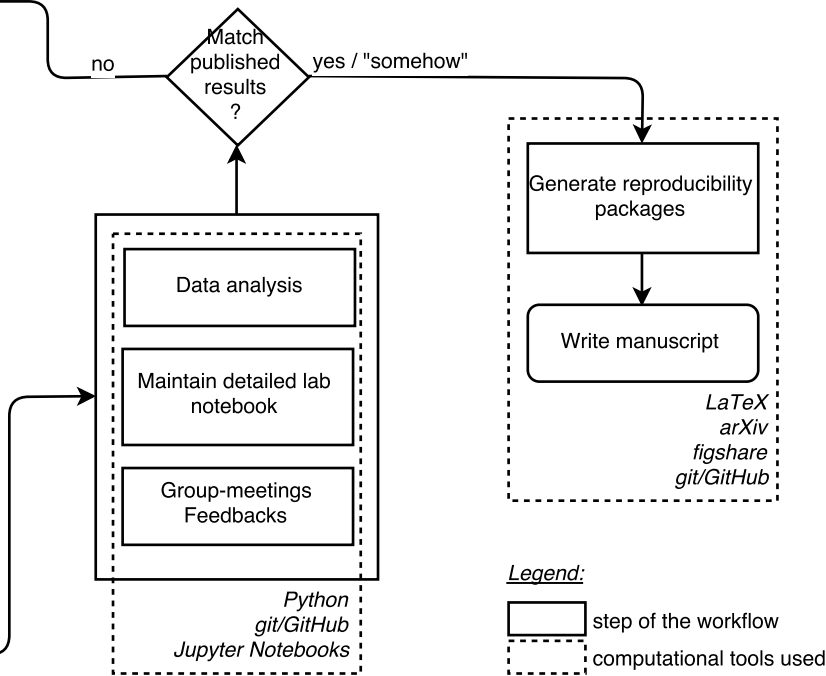 Match
published
results
?
no
yes / "somehow"
Generate reproducibility
packages
Write manuscript
LaTeX
arXiv
figshare
git/GitHub
Data analysis
Maintain detailed lab
notebook
Group-meetings
Feedbacks
Python
git/GitHub
Jupyter Notebooks
Legend:
step of the workflow
computational tools used